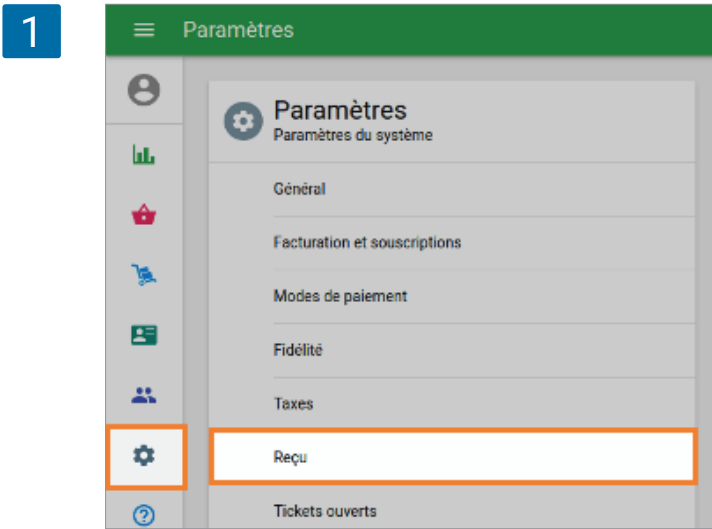 1
Paramètres
Paramètres
Paramètres du système
Général
Facturation et souscriptions
Modes de paiement
Fidélité
Taxes
Reçu
Tickets ouverts